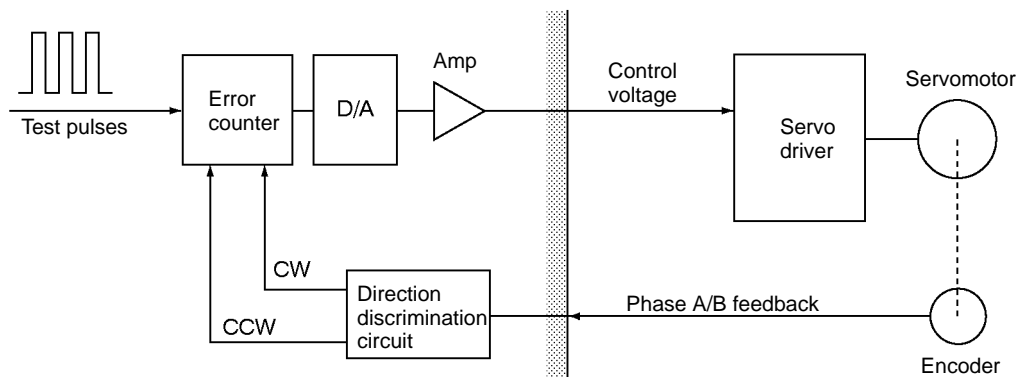 Test pulses
Error
counter
D/A
Amp
Control
voltage
Servo
driver
Servomotor
CW
CCW
Direction
discrimination
circuit
Phase A/B feedback
Encoder